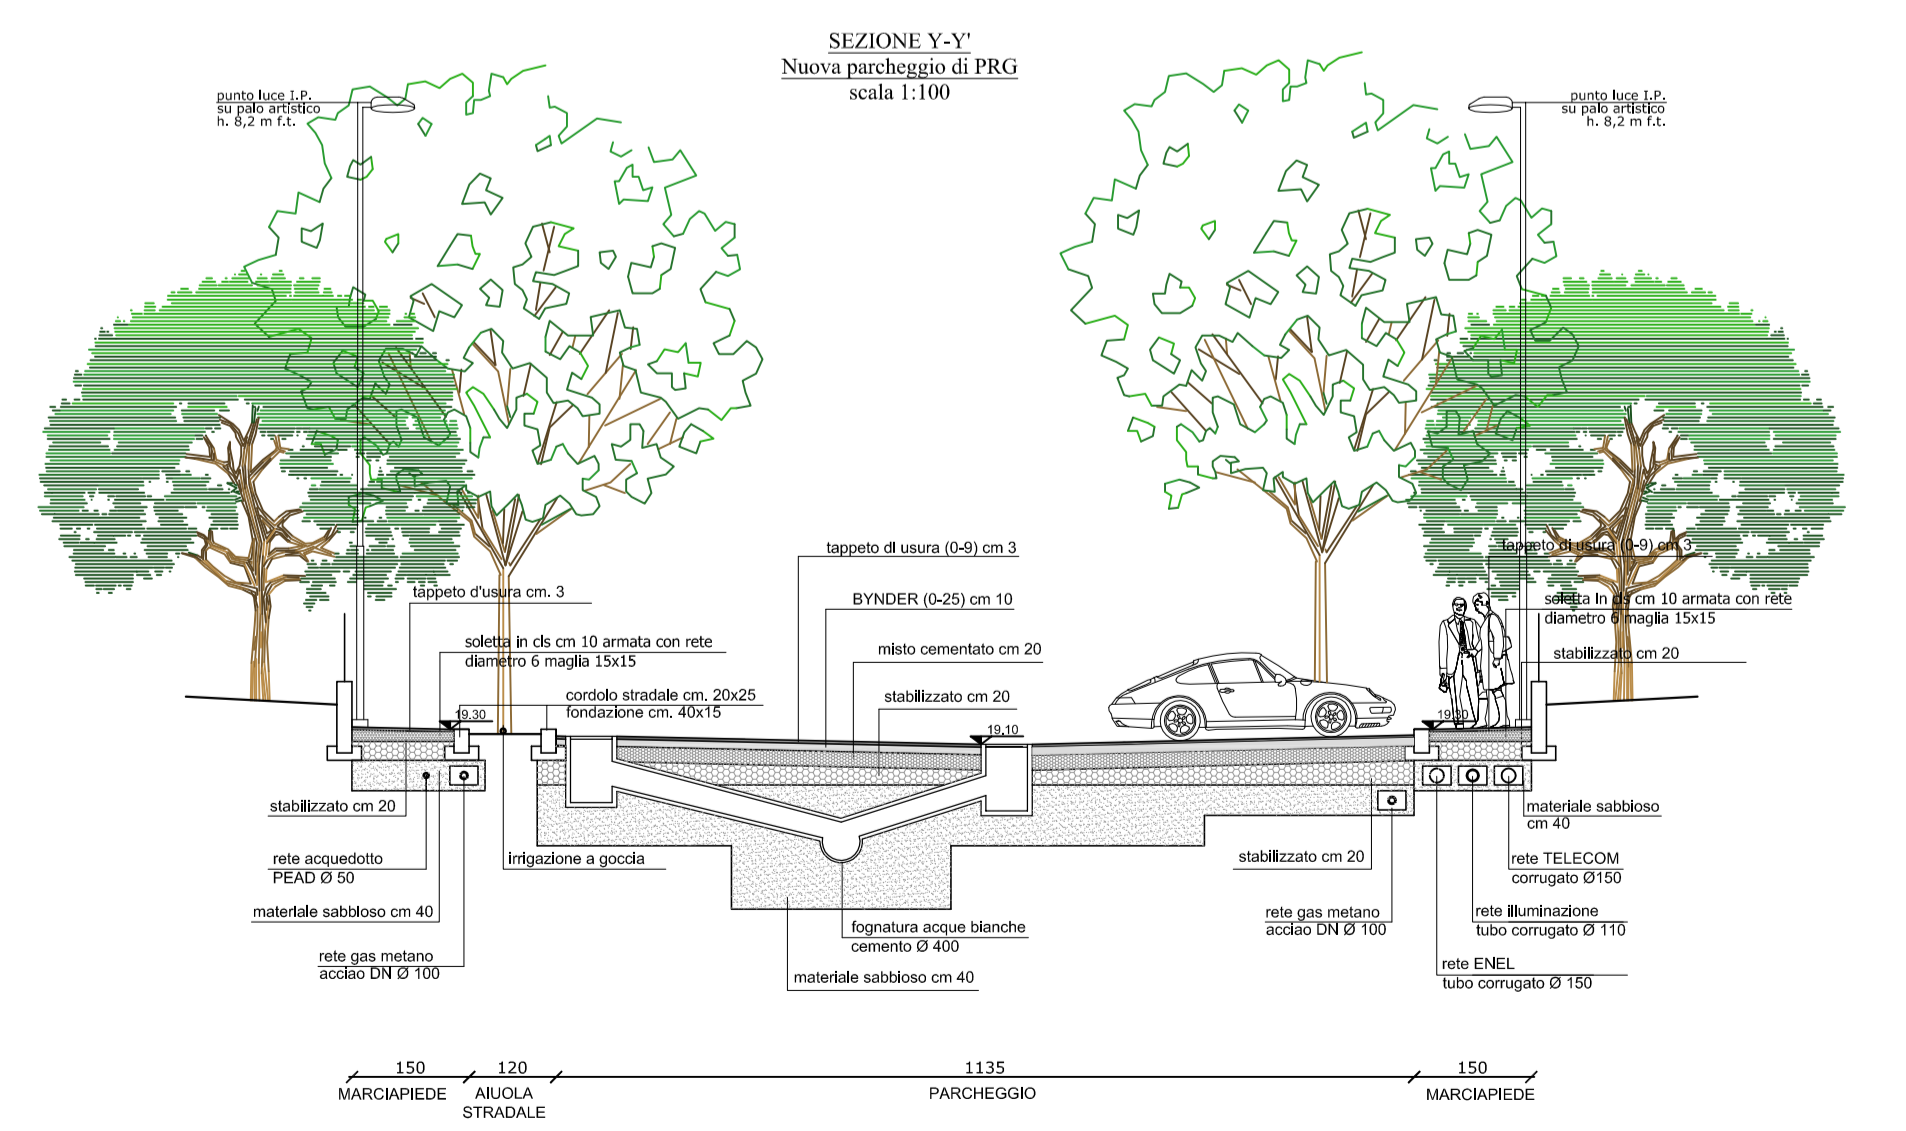 SEZIONE Y-Y'
Nuova parcheggio di PRG
scala 1:100
punto luce I.P.
su palo artistico
h. 8,2 m f.t.
punto luce I.P.
su palo artistico
h. 8,2 m f.t.
tappeto di usura (0-9) cm 3
tappeto di usura (0-9) cm 3
tappeto d'usura cm. 3
BYNDER (0-25) cm 10
soletta in cls cm 10 armata con rete
diametro 6 maglia 15x15
soletta in cls cm 10 armata con rete
diametro 6 maglia 15x15
misto cementato cm 20
stabilizzato cm 20
stabilizzato cm 20
cordolo stradale cm. 20x25
fondazione cm. 40x15
19.30
19.10
19.30
stabilizzato cm 20
materiale sabbioso
cm 40
rete acquedotto
PEAD Ø 50
irrigazione a goccia
stabilizzato cm 20
rete TELECOM
corrugato Ø150
materiale sabbioso cm 40
rete gas metano
acciao DN Ø 100
rete illuminazione
tubo corrugato Ø 110
fognatura acque bianche
cemento Ø 400
rete gas metano
acciao DN Ø 100
materiale sabbioso cm 40
rete ENEL
tubo corrugato Ø 150
150
120
1135
150
MARCIAPIEDE
AIUOLA
STRADALE
PARCHEGGIO
MARCIAPIEDE